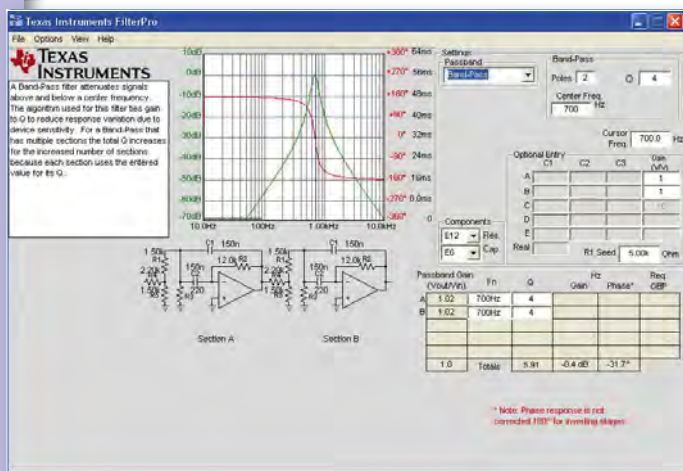 Texas Instruments FilterPro
File Options View Help
TEXAS
INSTRUMENTS
A Band-Pass filter attenuates signals
above and below a center frequency.
The algorithm used for this filter ties gain
to Q to reduce response variation due to
device sensitivity. For a Band-Pass that
has multiple sections the total Q increases
for the increased number of sections
because each section uses the entered
value for its Q.
10dB
0dB
-10dB
-20dB
-30dB
-40dB
-50dB
-60dB
-70dB
10.0Hz 100Hz 1.00kHz 10.0kHz
+360° 64ms
+270° 56ms
+180° 48ms
+90° 40ms
0° 32ms
24ms
-180° 16ms
-270° 8.0ms
-360° 0
Settings
Passband
Band-Pass
Band-Pass
Poles 2 Q 4
Center Freq.
700 Hz
Cursor
Freq. 700.0 Hz
Optional Entry
C1 C2 C3 Gain
(V/V)
A 1
B 1
C
D
E
Real R1 Seed 5.00k Ohm
Components
E12 Res.
E6 Cap.
C1 150n C1 150n
1.50k R1 12.0k R2 1.50k R1 12.0k R2
2.20k 150n 2.20k 150n
1.50k R3 C2 220 1.50k R3 C2 220
Section A Section B
Passband Gain
(Vout/Vin) Fn Q Hz
Gain Phase* Req.
GBP
A 1.02 700Hz 4
B 1.02 700Hz 4
1.0 Totals 5.91 -0.4 dB -31.7°
* Note: Phase response is not
corrected 180° for inverting stages.